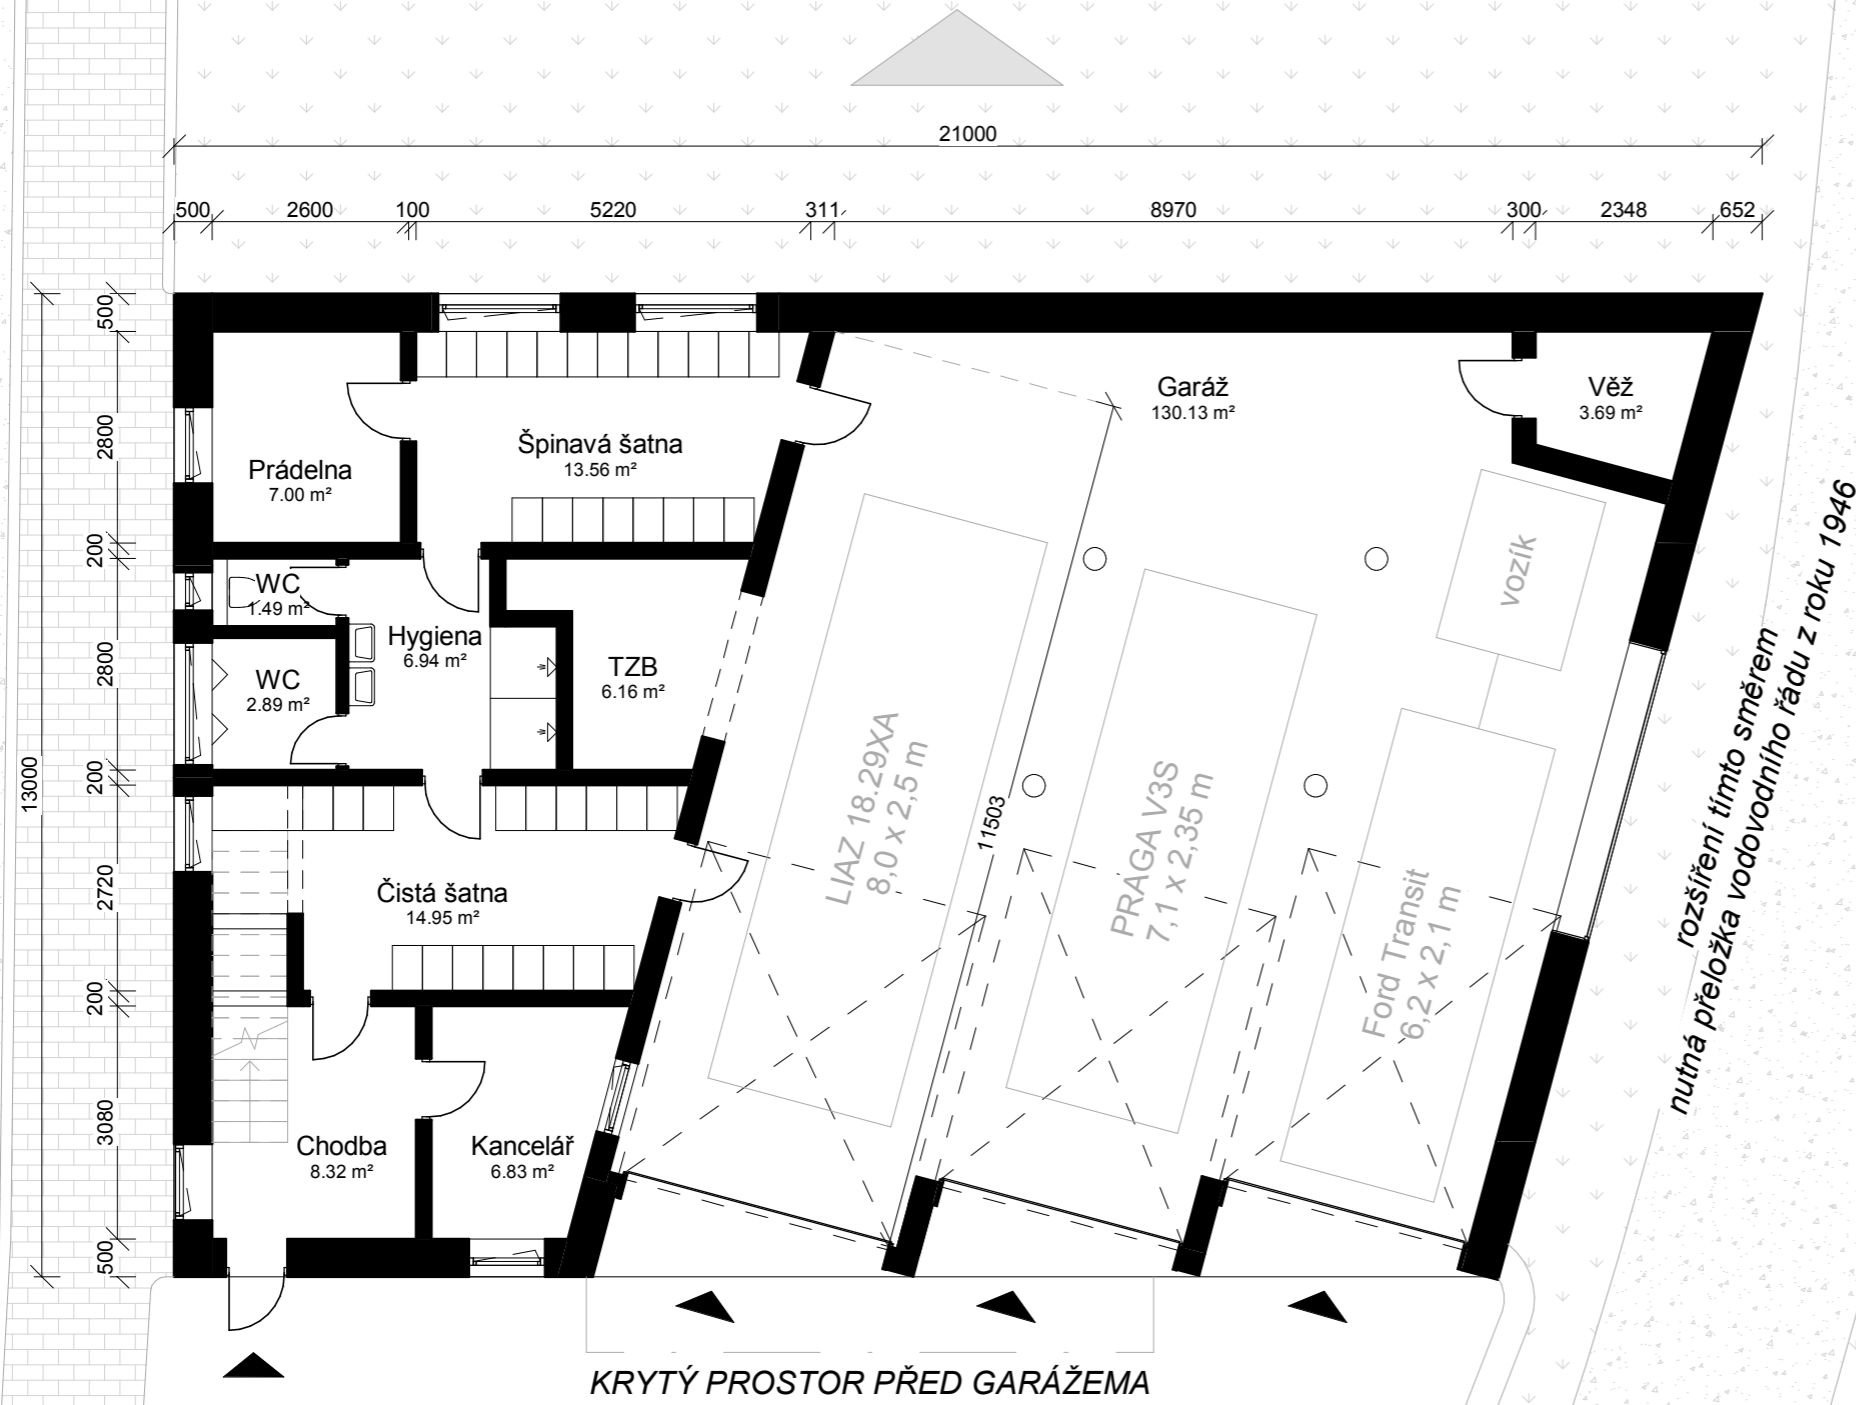 21000
500 2600 100 5220 311 8970 300 2348 652
500
2800
200
2800
200
2720
200
3080
500
13000
Prádelna
7.00 m²
Špinavá šatna
13.56 m²
Garáž
130.13 m²
Věž
3.69 m²
WC
1.49 m²
Hygiena
6.94 m²
WC
2.89 m²
TZB
6.16 m²
vozík
LIAZ 18.29XA
8,0 x 2,5 m
11503
PRAGA V3S
7,1 x 2,35 m
Ford Transit
6,2 x 2,1 m
Čistá šatna
14.95 m²
Chodba
8.32 m²
Kancelář
6.83 m²
rozšíření tímto směrem
nutná přeložka vodovodního řádu z roku 1946
KRYTÝ PROSTOR PŘED GARÁŽEMA